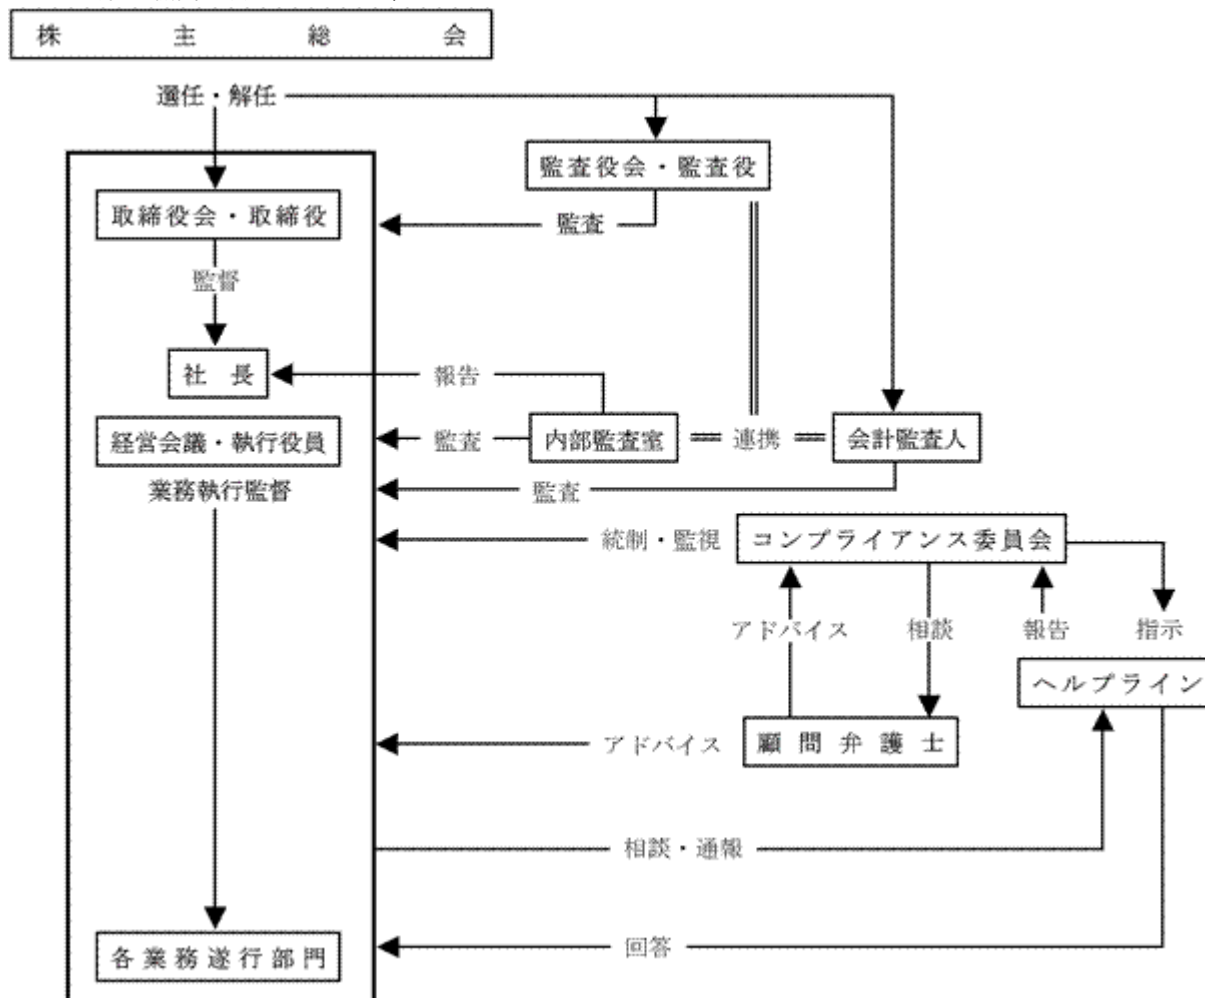 株主総会
選任・解任
監査役会・監査役
取締役会・取締役
監査
監督
社長
報告
経営会議・執行役員
監査
内部監査室
連携
会計監査人
業務執行監督
監査
統制・監視
コンプライアンス委員会
アドバイス
相談
報告
指示
ヘルプライン
アドバイス
顧問弁護士
相談・通報
各業務遂行部門
回答